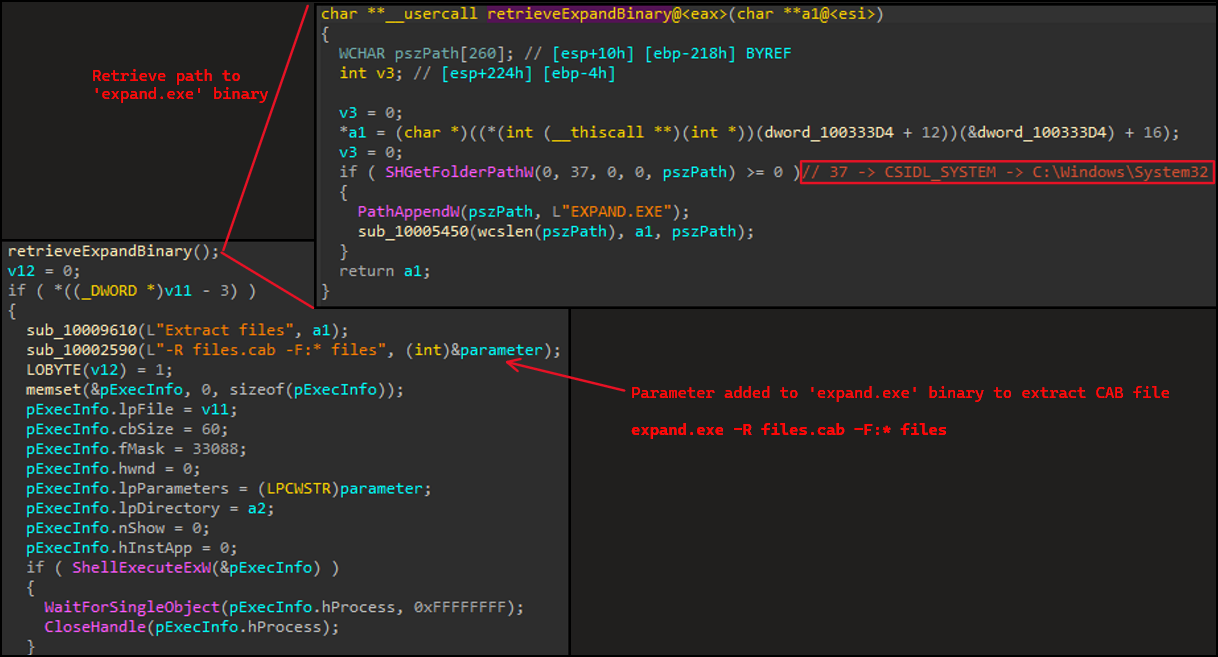 char **__usercall retrieveExpandBinary@<eax>(char **a1@<esi>)
{
WCHAR pszPath[260]; // [esp+10h] [ebp-218h] BYREF
int v3; // [esp+224h] [ebp-4h]
v3 = 0;
*a1 = (char *)((*(int (__thiscall **)(int *))(dword_100333D4 + 12))(&dword_100333D4) + 16);
v3 = 0;
if ( SHGetFolderPathW(0, 37, 0, 0, pszPath) >= 0 )// 37 -> CSIDL_SYSTEM -> C:\Windows\System32
{
PathAppendW(pszPath, L"EXPAND.EXE");
sub_10005450(wcslen(pszPath), a1, pszPath);
}
return a1;
}
Retrieve path to
'expand.exe' binary
retrieveExpandBinary();
v12 = 0;
if ( *((_DWORD *)v11 - 3) )
{
sub_10009610(L"Extract files", a1);
sub_10002590(L"-R files.cab -F:* files", (int)&parameter);
LOBYTE(v12) = 1;
memset(&pExecInfo, 0, sizeof(pExecInfo));
pExecInfo.lpFile = v11;
pExecInfo.cbSize = 60;
pExecInfo.fMask = 33088;
pExecInfo.hwnd = 0;
pExecInfo.lpParameters = (LPCWSTR)parameter;
pExecInfo.lpDirectory = a2;
pExecInfo.nShow = 0;
pExecInfo.hInstApp = 0;
if ( ShellExecuteExW(&pExecInfo) )
{
WaitForSingleObject(pExecInfo.hProcess, 0xFFFFFFFF);
CloseHandle(pExecInfo.hProcess);
}
Parameter added to 'expand.exe' binary to extract CAB file
expand.exe -R files.cab -F:* files